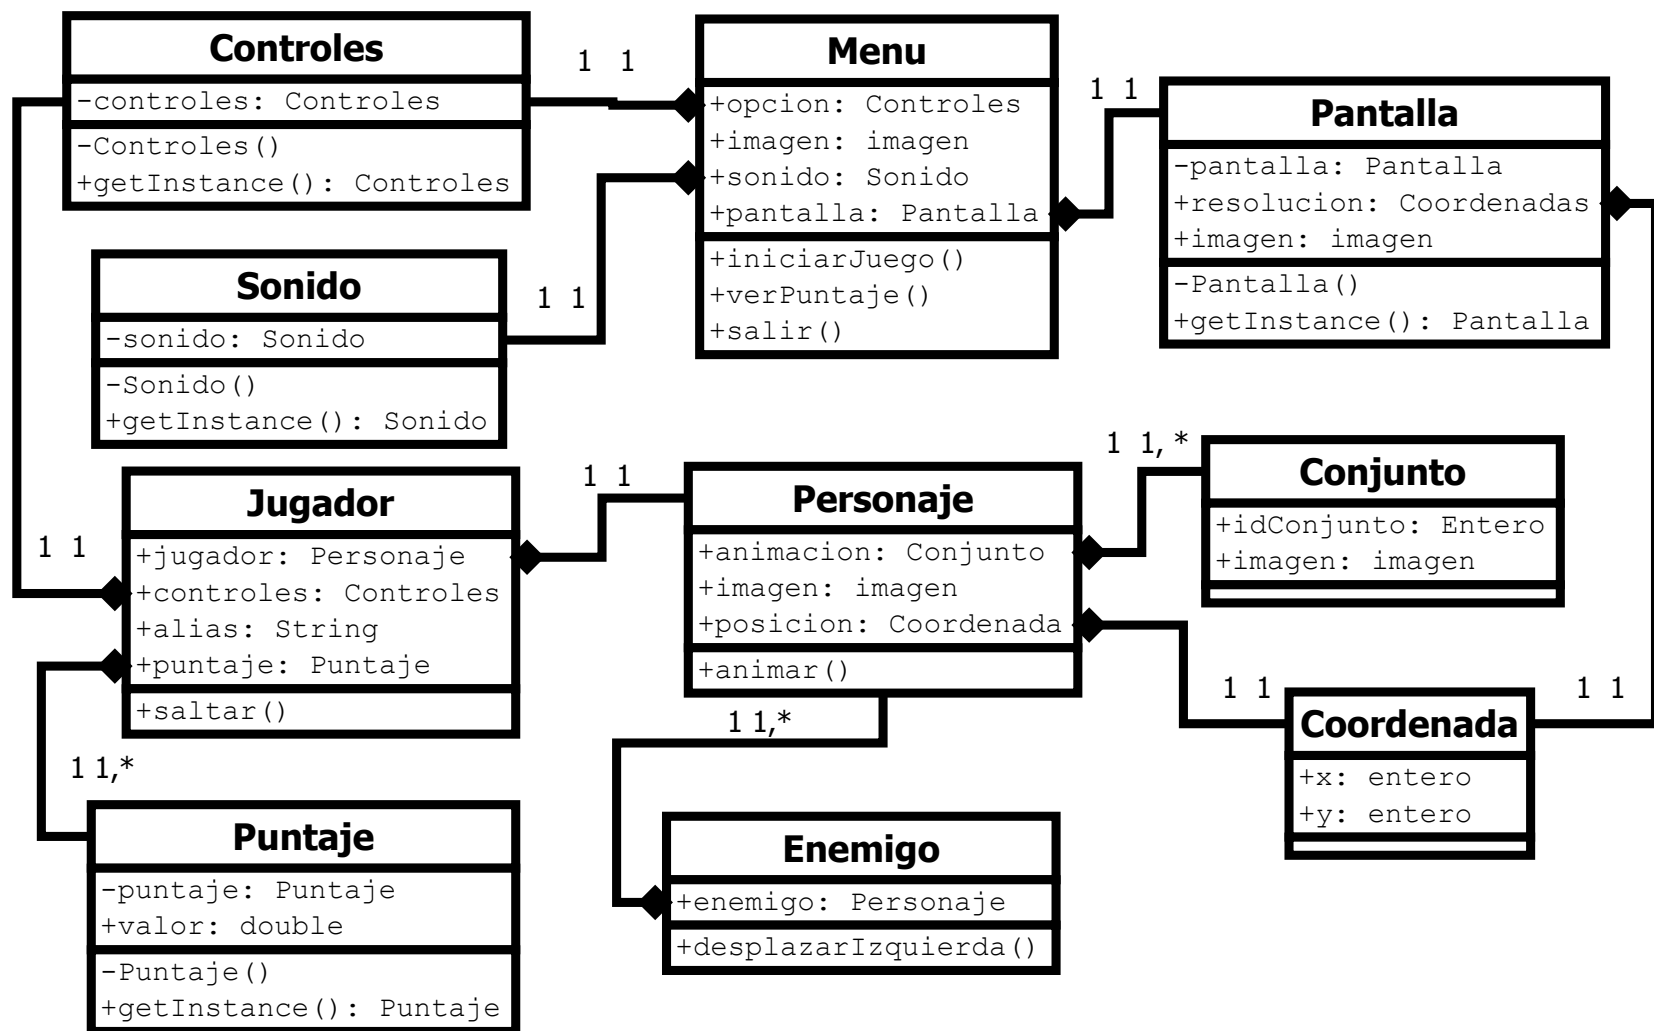 Controles
-controles: Controles
-Controles()
+getInstance(): Controles
1 1
Menu
+opcion: Controles
+imagen: imagen
+sonido: Sonido
+pantalla: Pantalla
+iniciarJuego()
+verPuntaje()
+salir()
1 1
Pantalla
-pantalla: Pantalla
+resolucion: Coordenadas
+imagen: imagen
-Pantalla()
+getInstance(): Pantalla
Sonido
-sonido: Sonido
-Sonido()
+getInstance(): Sonido
1 1
Jugador
+jugador: Personaje
+controles: Controles
+alias: String
+puntaje: Puntaje
+saltar()
1 1
1 1
Personaje
+animacion: Conjunto
+imagen: imagen
+posicion: Coordenada
+animar()
1 1,*
Conjunto
+idConjunto: Entero
+imagen: imagen
1 1
1 1
Coordenada
+x: entero
+y: entero
1 1,*
Puntaje
-puntaje: Puntaje
+valor: double
-Puntaje()
+getInstance(): Puntaje
1 1,*
Enemigo
+enemigo: Personaje
+desplazarIzquierda()